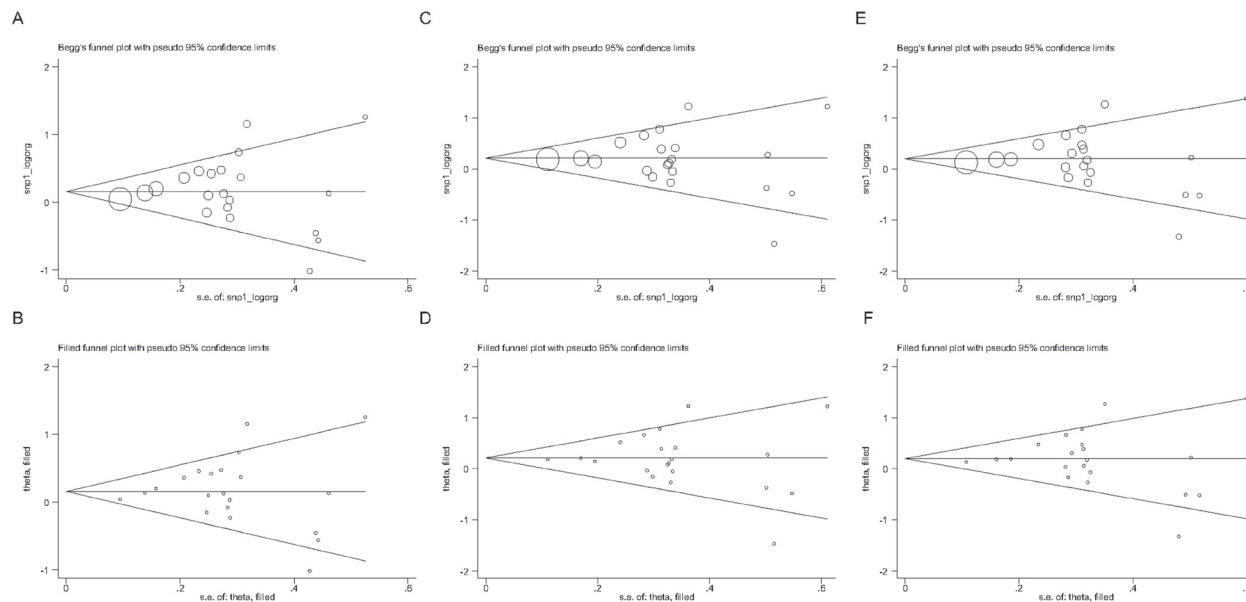 A
Begg's funnel plot with pseudo 95% confidence limits
snp1_logorg
2
1
0
-1
0
.2
.4
.6
s.e. of: snp1_logorg
B
Filled funnel plot with pseudo 95% confidence limits
theta, filled
2
1
0
-1
0
.2
.4
.6
s.e. of: theta, filled
C
Begg's funnel plot with pseudo 95% confidence limits
snp1_logorg
2
1
0
-1
-2
0
.2
.4
.6
s.e. of: snp1_logorg
D
Filled funnel plot with pseudo 95% confidence limits
theta, filled
2
1
0
-1
-2
0
.2
.4
.6
s.e. of: theta, filled
E
Begg's funnel plot with pseudo 95% confidence limits
snp1_logorg
2
1
0
-1
-2
0
.2
.4
s.e. of: snp1_logorg
F
Filled funnel plot with pseudo 95% confidence limits
theta, filled
2
1
0
-1
-2
0
.2
.4
s.e. of: theta, filled